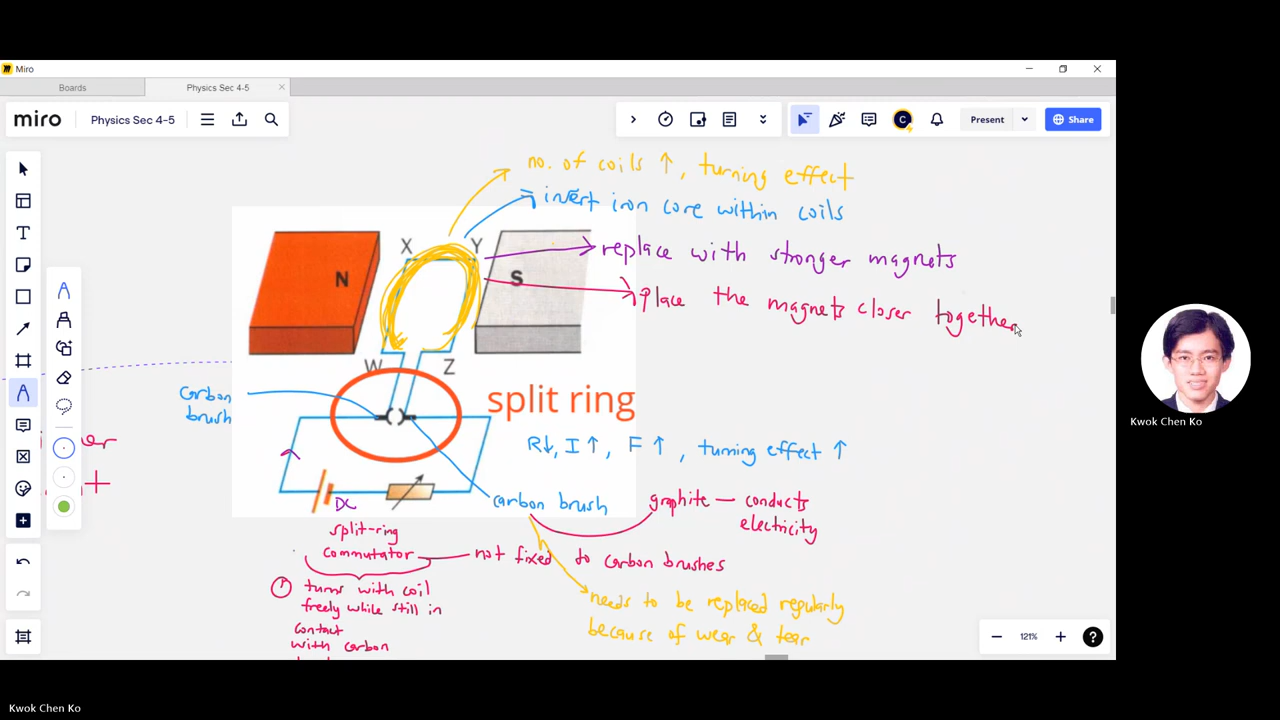 Miro
Boards
Physics Sec 4-5
miro
Physics Sec 4-5
C
Present
Share
no. of coils ↑, turning effect
invert iron core within coils
replace with stronger magnets
place the magnets closer together
X
Y
N
S
W
Z
carbon
brush
split ring
R↓, I↑, F↑, turning effect ↑
DC
carbon brush
graphite — conducts
electricity
split-ring
commutator
not fixed to carbon brushes
① turns with coil
freely while still in
contact
with carbon
needs to be replaced regularly
because of wear & tear
121%
Kwok Chen Ko
Kwok Chen Ko